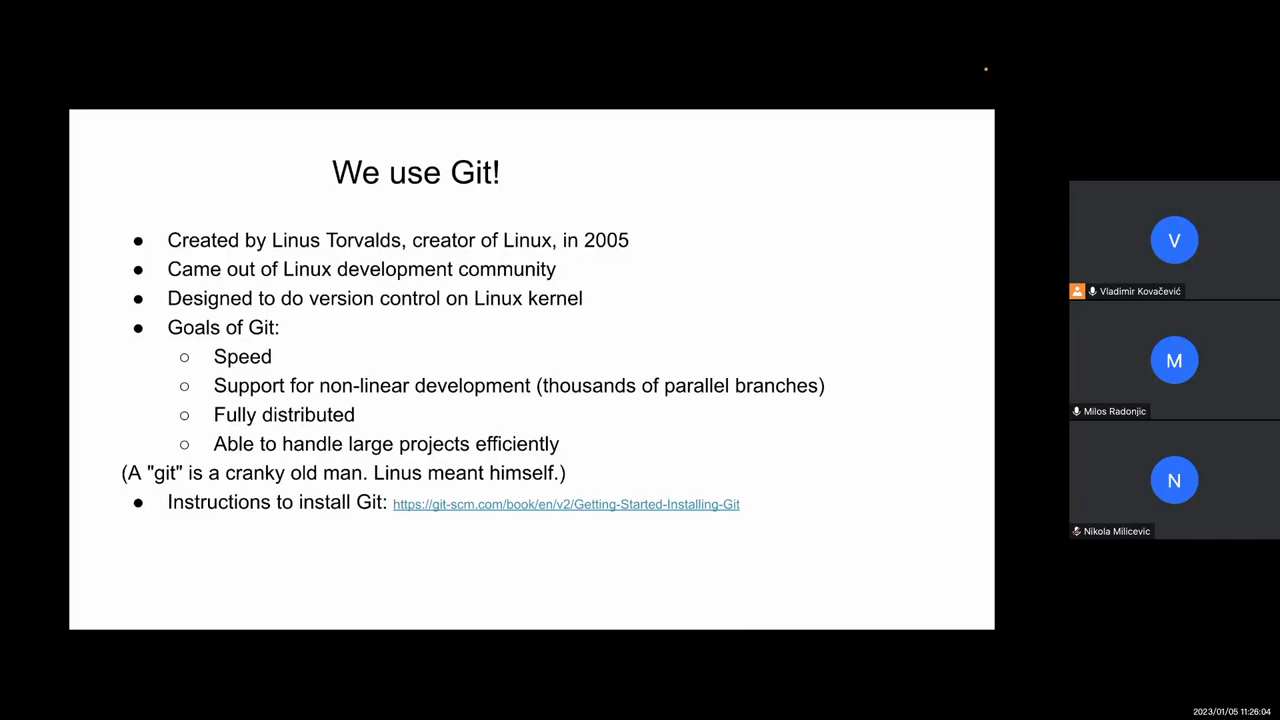 We use Git!
● Created by Linus Torvalds, creator of Linux, in 2005
● Came out of Linux development community
● Designed to do version control on Linux kernel
● Goals of Git:
○ Speed
○ Support for non-linear development (thousands of parallel branches)
○ Fully distributed
○ Able to handle large projects efficiently
(A "git" is a cranky old man. Linus meant himself.)
● Instructions to install Git: https://git-scm.com/book/en/v2/Getting-Started-Installing-Git
V
Vladimir Kovačević
M
Milos Radonjic
N
Nikola Milicevic
2023/01/05 11:26:04